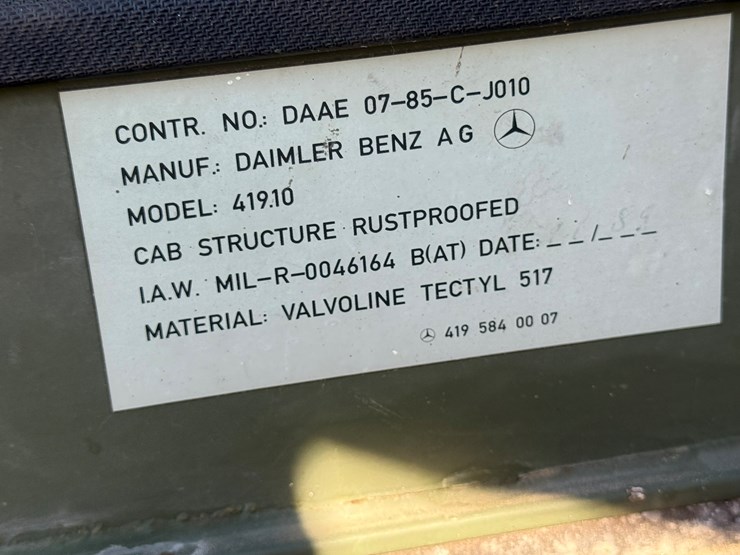 CONTR. NO.: DAAE 07-85-C-J010
MANUF.: DAIMLER BENZ AG
MODEL: 419.10
CAB STRUCTURE RUSTPROOFED
I.A.W. MIL-R-0046164 B(AT) DATE: _ _ / _ _ _
MATERIAL: VALVOLINE TECTYL 517
419 584 00 07